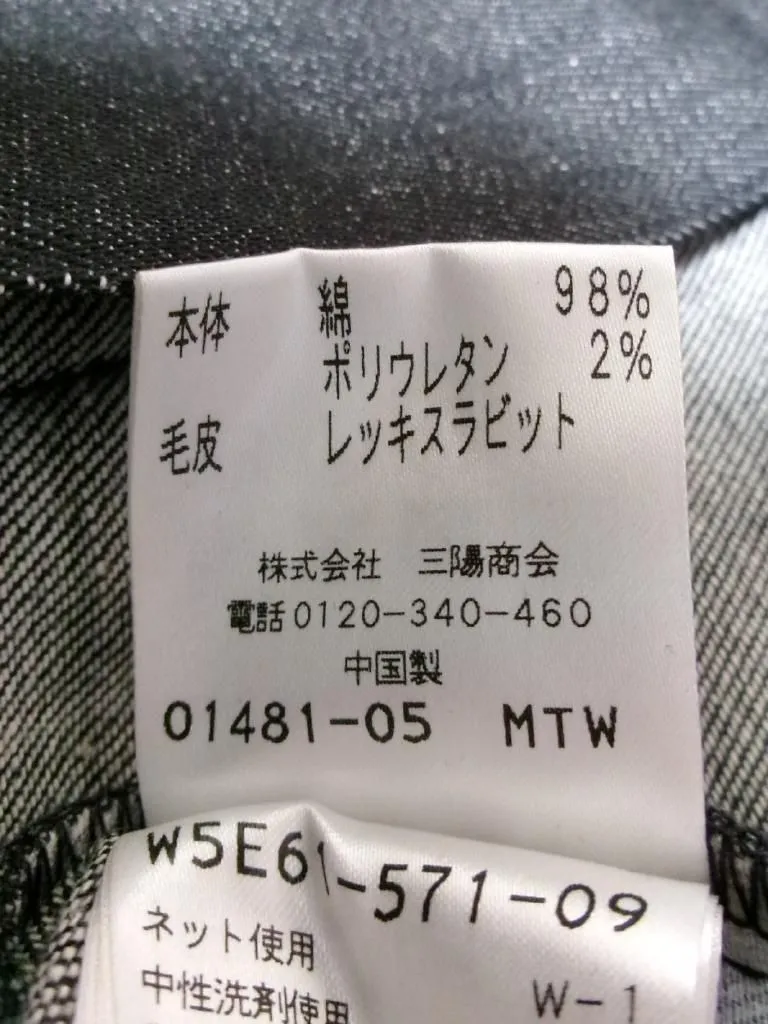 本体 綿 98%
ポリウレタン 2%
毛皮 レッキスラビット
株式会社 三陽商会
電話0120-340-460
中国製
01481-05 MTW
W5E61-571-09
ネット使用
中性洗剤使用
W-1